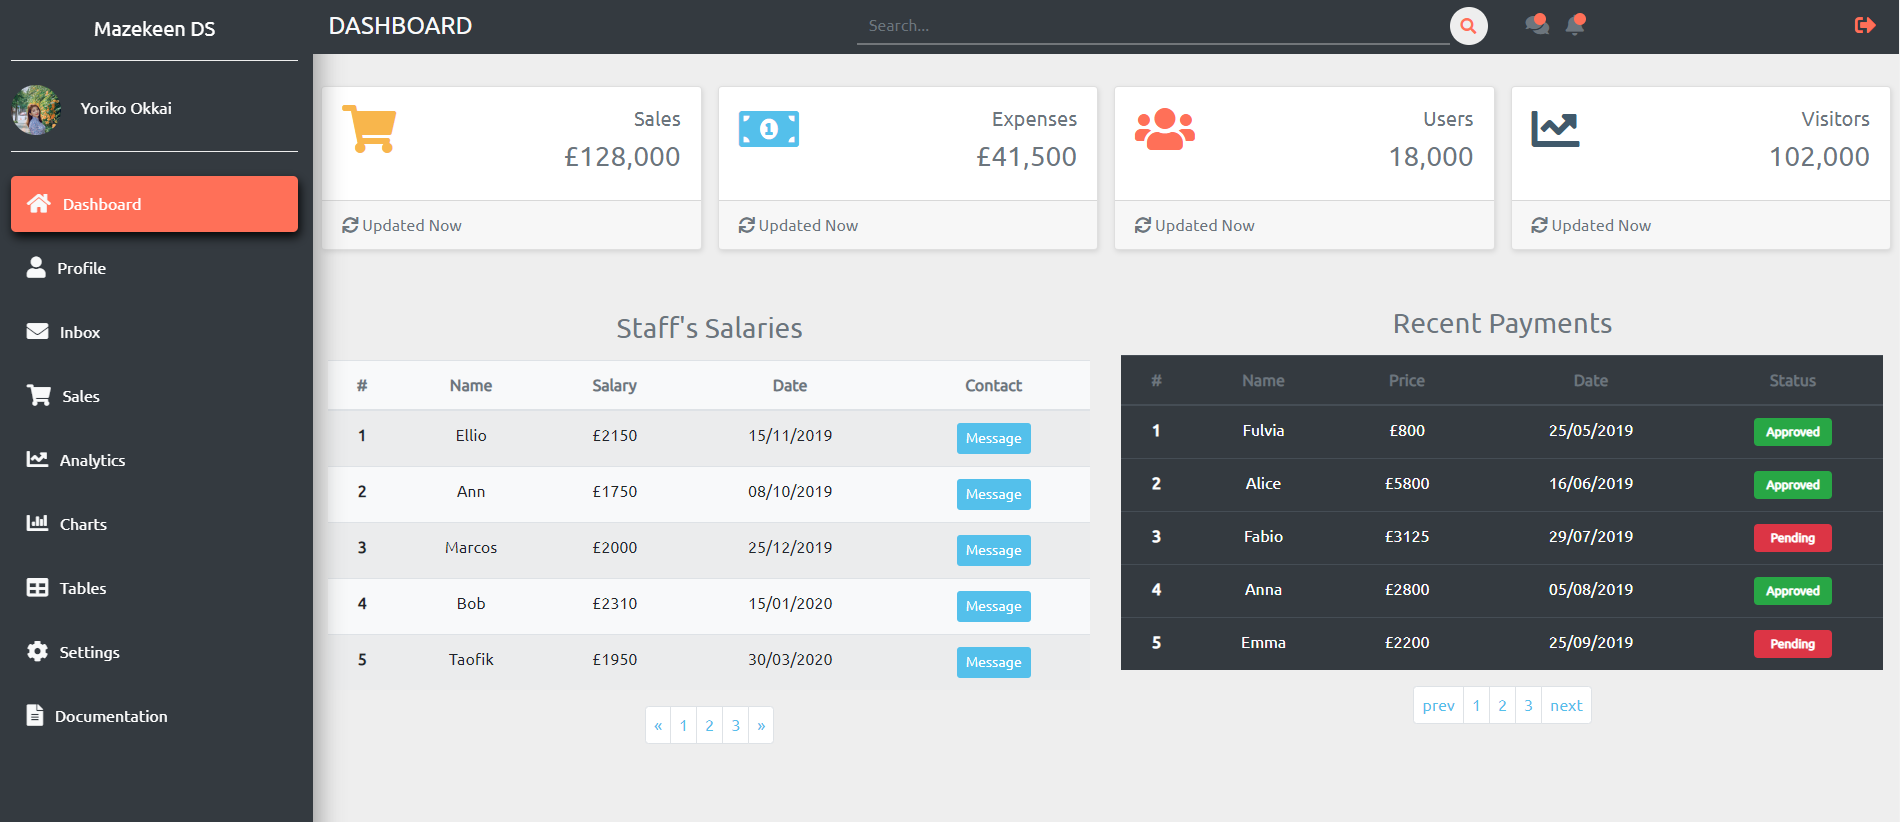 Mazekeen DS
Yoriko Okkai
Dashboard
Profile
Inbox
Sales
Analytics
Charts
Tables
Settings
Documentation
DASHBOARD
Search...
Sales
£128,000
Updated Now
Expenses
£41,500
Updated Now
Users
18,000
Updated Now
Visitors
102,000
Updated Now
Staff's Salaries
# Name Salary Date Contact
1 Ellio £2150 15/11/2019 Message
2 Ann £1750 08/10/2019 Message
3 Marcos £2000 25/12/2019 Message
4 Bob £2310 15/01/2020 Message
5 Taofik £1950 30/03/2020 Message
« 1 2 3 »
Recent Payments
# Name Price Date Status
1 Fulvia £800 25/05/2019 Approved
2 Alice £5800 16/06/2019 Approved
3 Fabio £3125 29/07/2019 Pending
4 Anna £2800 05/08/2019 Approved
5 Emma £2200 25/09/2019 Pending
prev 1 2 3 next